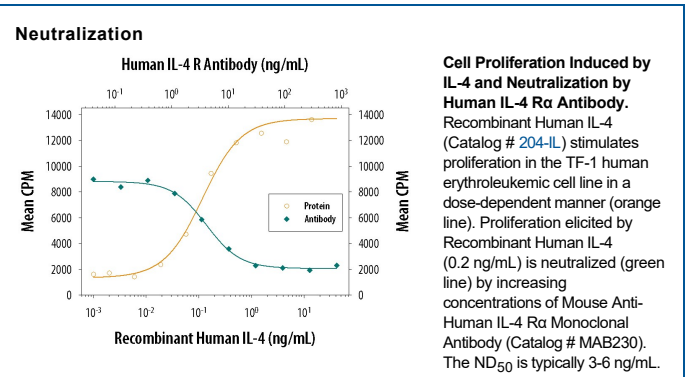 Neutralization
Human IL-4 R Antibody (ng/mL)
10-1 100 101 102 103
14000 14000
12000 12000
10000 10000
8000 8000
6000 6000
4000 4000
2000 2000
0 0
Mean CPM
Mean CPM
Protein
Antibody
10-3 10-2 10-1 100 101
Recombinant Human IL-4 (ng/mL)
Cell Proliferation Induced by
IL-4 and Neutralization by
Human IL-4 Rα Antibody.
Recombinant Human IL-4
(Catalog # 204-IL) stimulates
proliferation in the TF-1 human
erythroleukemic cell line in a
dose-dependent manner (orange
line). Proliferation elicited by
Recombinant Human IL-4
(0.2 ng/mL) is neutralized (green
line) by increasing
concentrations of Mouse Anti-
Human IL-4 Rα Monoclonal
Antibody (Catalog # MAB230).
The ND50 is typically 3-6 ng/mL.